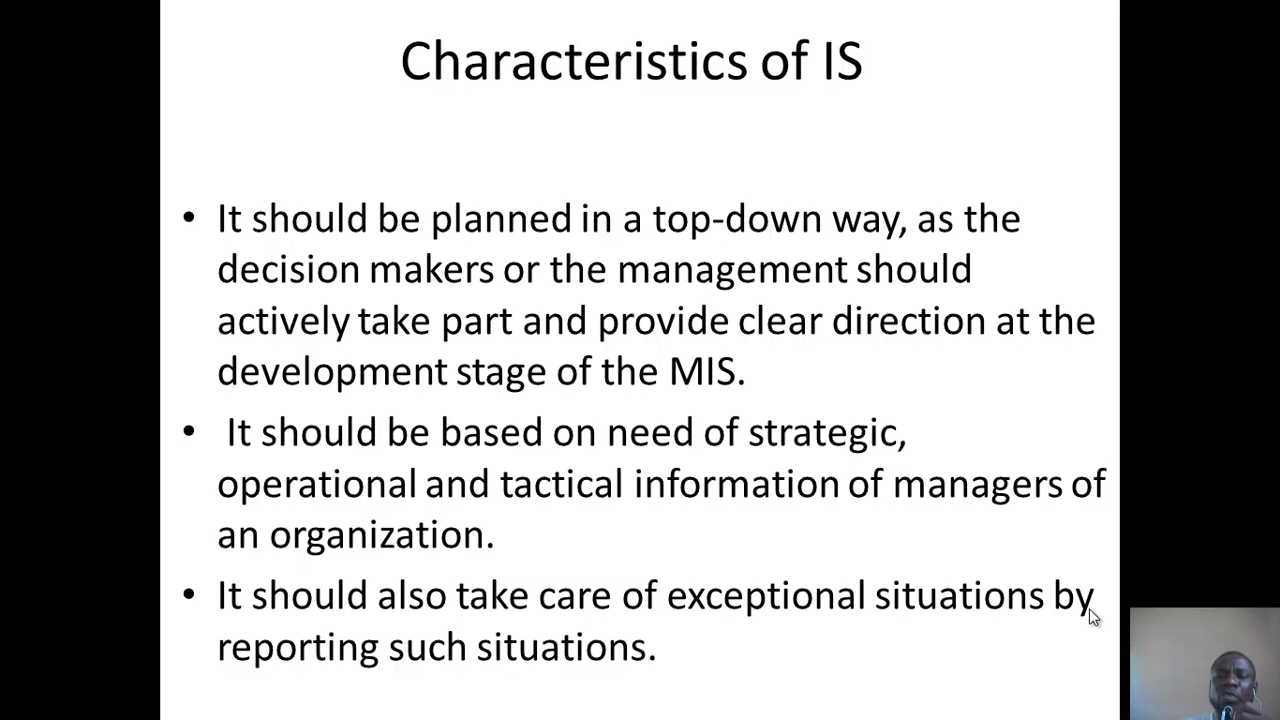 Characteristics of IS
• It should be planned in a top-down way, as the
decision makers or the management should
actively take part and provide clear direction at the
development stage of the MIS.
• It should be based on need of strategic,
operational and tactical information of managers of
an organization.
• It should also take care of exceptional situations by
reporting such situations.